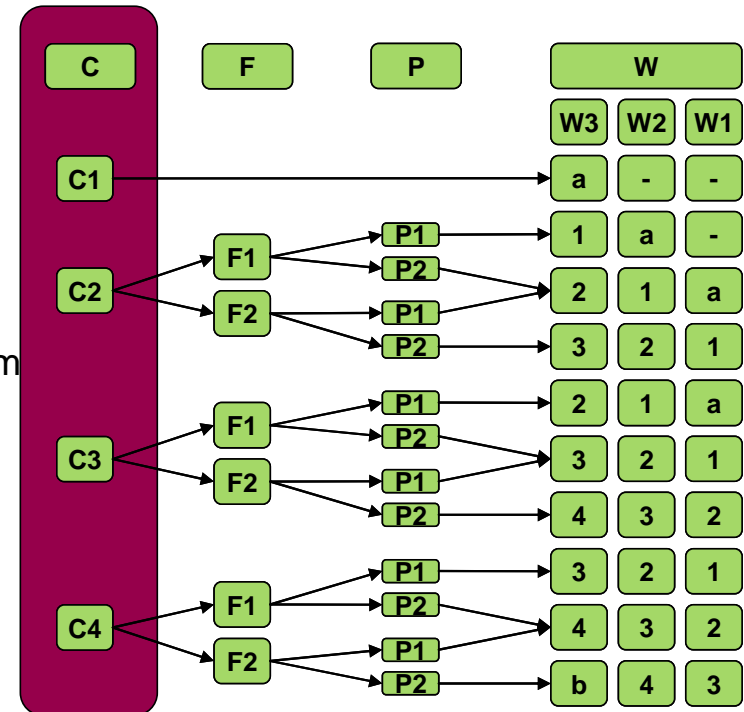 C F P W
W3 W2 W1
C1 a - -
P1 1 a -
F1
P2
C2 2 1 a
F2 P1
P2 3 2 1
m
P1 2 1 a
F1
P2
C3 3 2 1
F2 P1
P2 4 3 2
P1 3 2 1
F1 P2
C4 4 3 2
P1
F2
P2 b 4 3